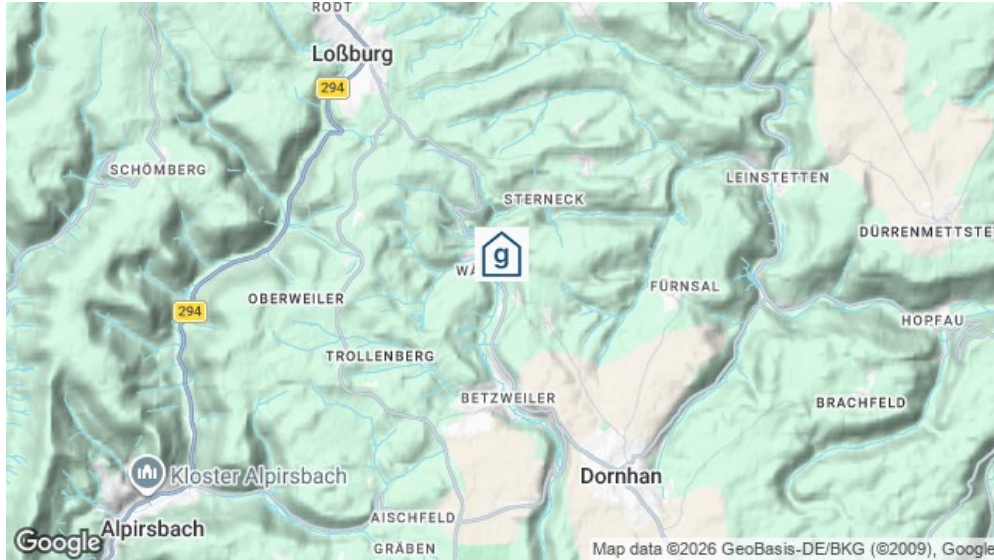 RODT
Loßburg
294
SCHÖMBERG
LEINSTETTEN
STERNECK
DÜRRENMETTSTE
g
WÄ
FÜRNSAL
OBERWEILER
294
HOPFAU
TROLLENBERG
BETZWEILER
BRACHFELD
Kloster Alpirsbach
Dornhan
AISCHFELD
Alpirsbach
GRÄBEN
Google
Map data ©2026 GeoBasis-DE/BKG (©2009), Google